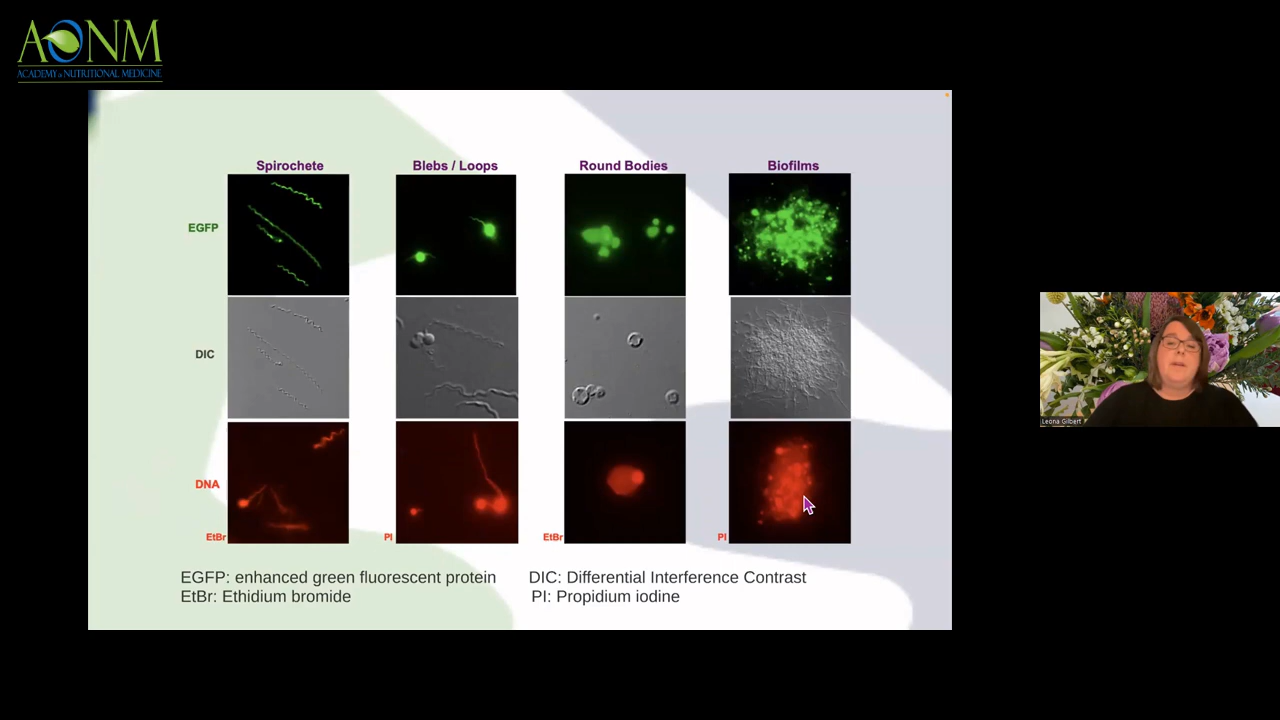 AONM
ACADEMY of NUTRITIONAL MEDICINE
Spirochete Blebs / Loops Round Bodies Biofilms
EGFP
DIC
DNA
EtBr PI EtBr PI
EGFP: enhanced green fluorescent protein DIC: Differential Interference Contrast
EtBr: Ethidium bromide PI: Propidium iodine
Leona Gilbert